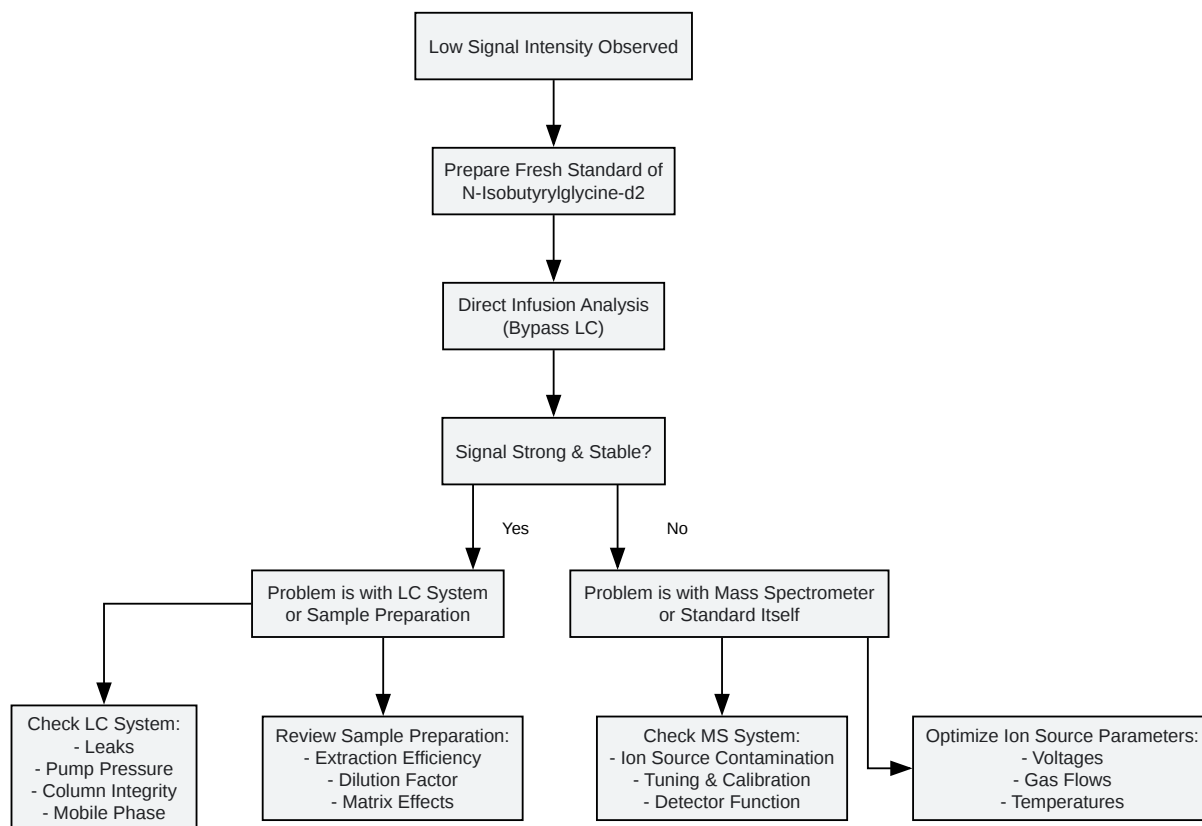 Low Signal Intensity Observed
Prepare Fresh Standard of
N-Isobutyrylglycine-d2
Direct Infusion Analysis
(Bypass LC)
Signal Strong & Stable?
Yes
No
Problem is with LC System
or Sample Preparation
Problem is with Mass Spectrometer
or Standard Itself
Check LC System:
- Leaks
- Pump Pressure
- Column Integrity
- Mobile Phase
Review Sample Preparation:
- Extraction Efficiency
- Dilution Factor
- Matrix Effects
Check MS System:
- Ion Source Contamination
- Tuning & Calibration
- Detector Function
Optimize Ion Source Parameters:
- Voltages
- Gas Flows
- Temperatures